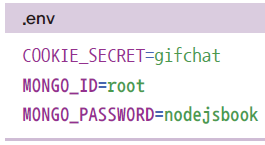 .env
COOKIE_SECRET=gifchat
MONGO_ID=root
MONGO_PASSWORD=nodejsbook